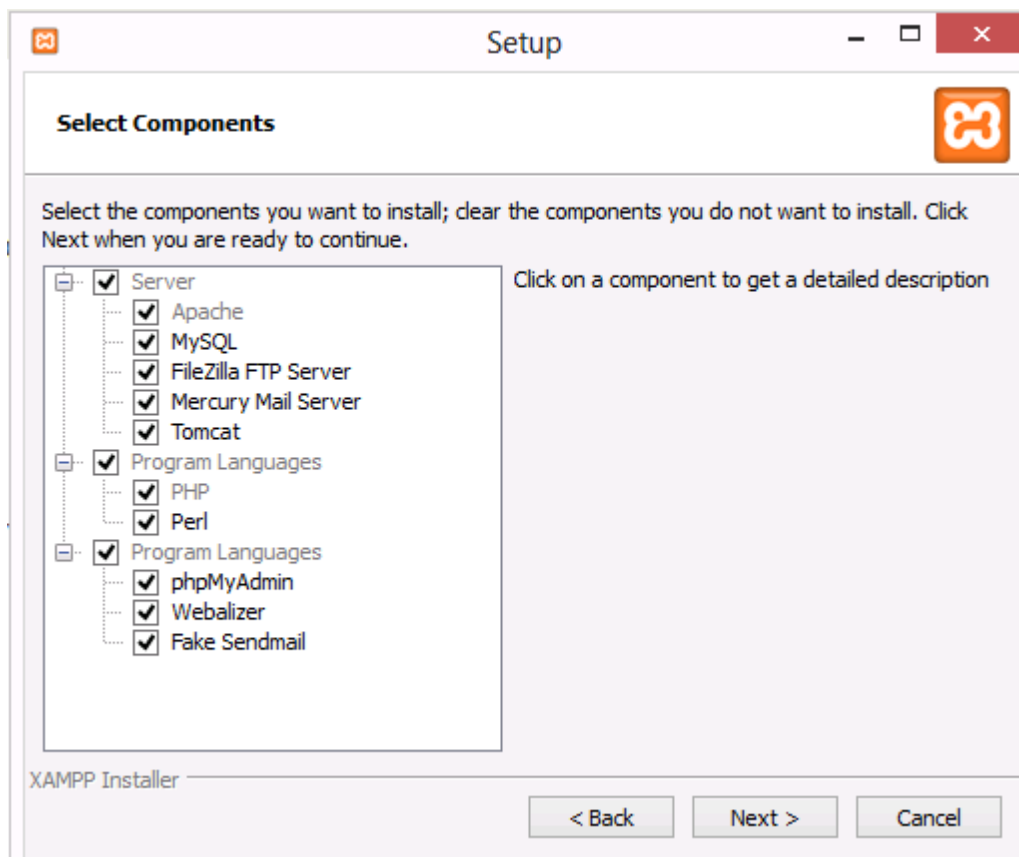 Setup
Select Components
Select the components you want to install; clear the components you do not want to install. Click
Next when you are ready to continue.
Click on a component to get a detailed description
Server
Apache
MySQL
FileZilla FTP Server
Mercury Mail Server
Tomcat
Program Languages
PHP
Perl
Program Languages
phpMyAdmin
Webalizer
Fake Sendmail
XAMPP Installer
< Back
Next >
Cancel